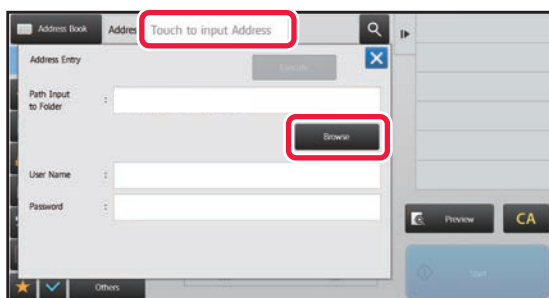 Address Book
Addres
Touch to input Address
Address Entry
Execute
Path Input
to Folder :
Browse
User Name :
Password :
Preview
CA
Start
Others